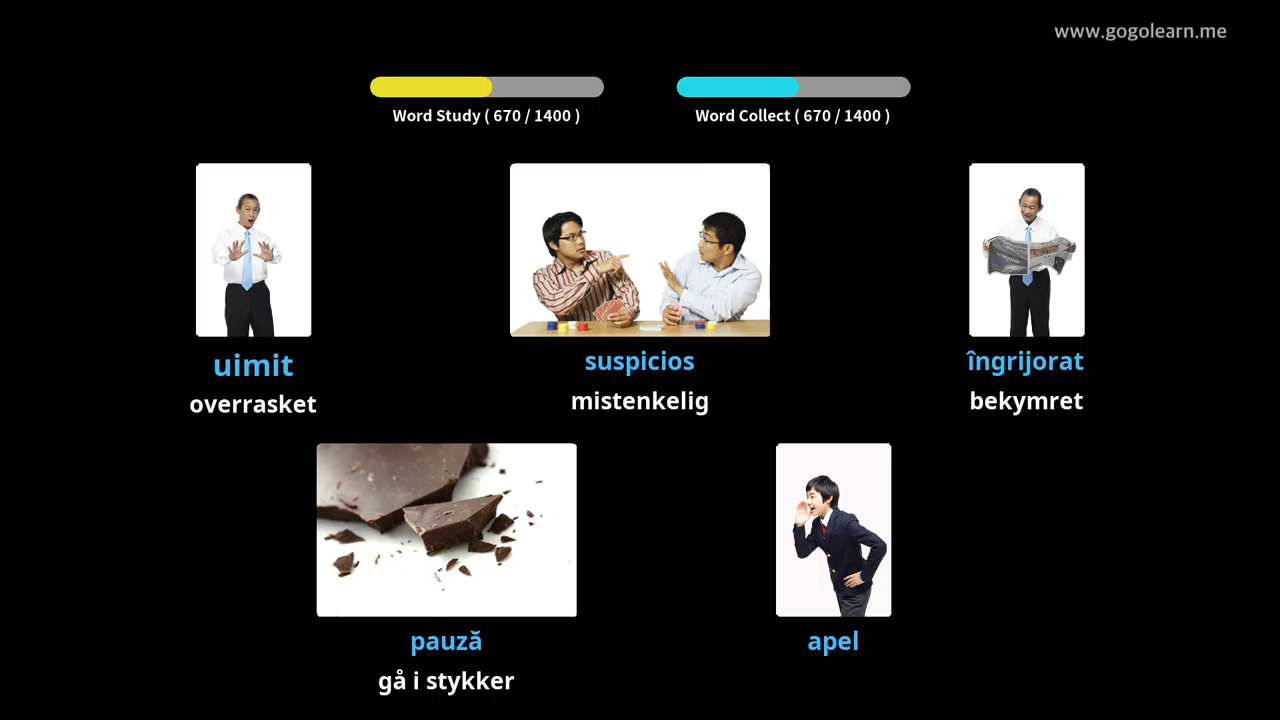 www.gogolearn.me
Word Study ( 670 / 1400 )
Word Collect ( 670 / 1400 )
uimit
overrasket
suspicios
mistenkelig
îngrijorat
bekymret
pauză
gå i stykker
apel